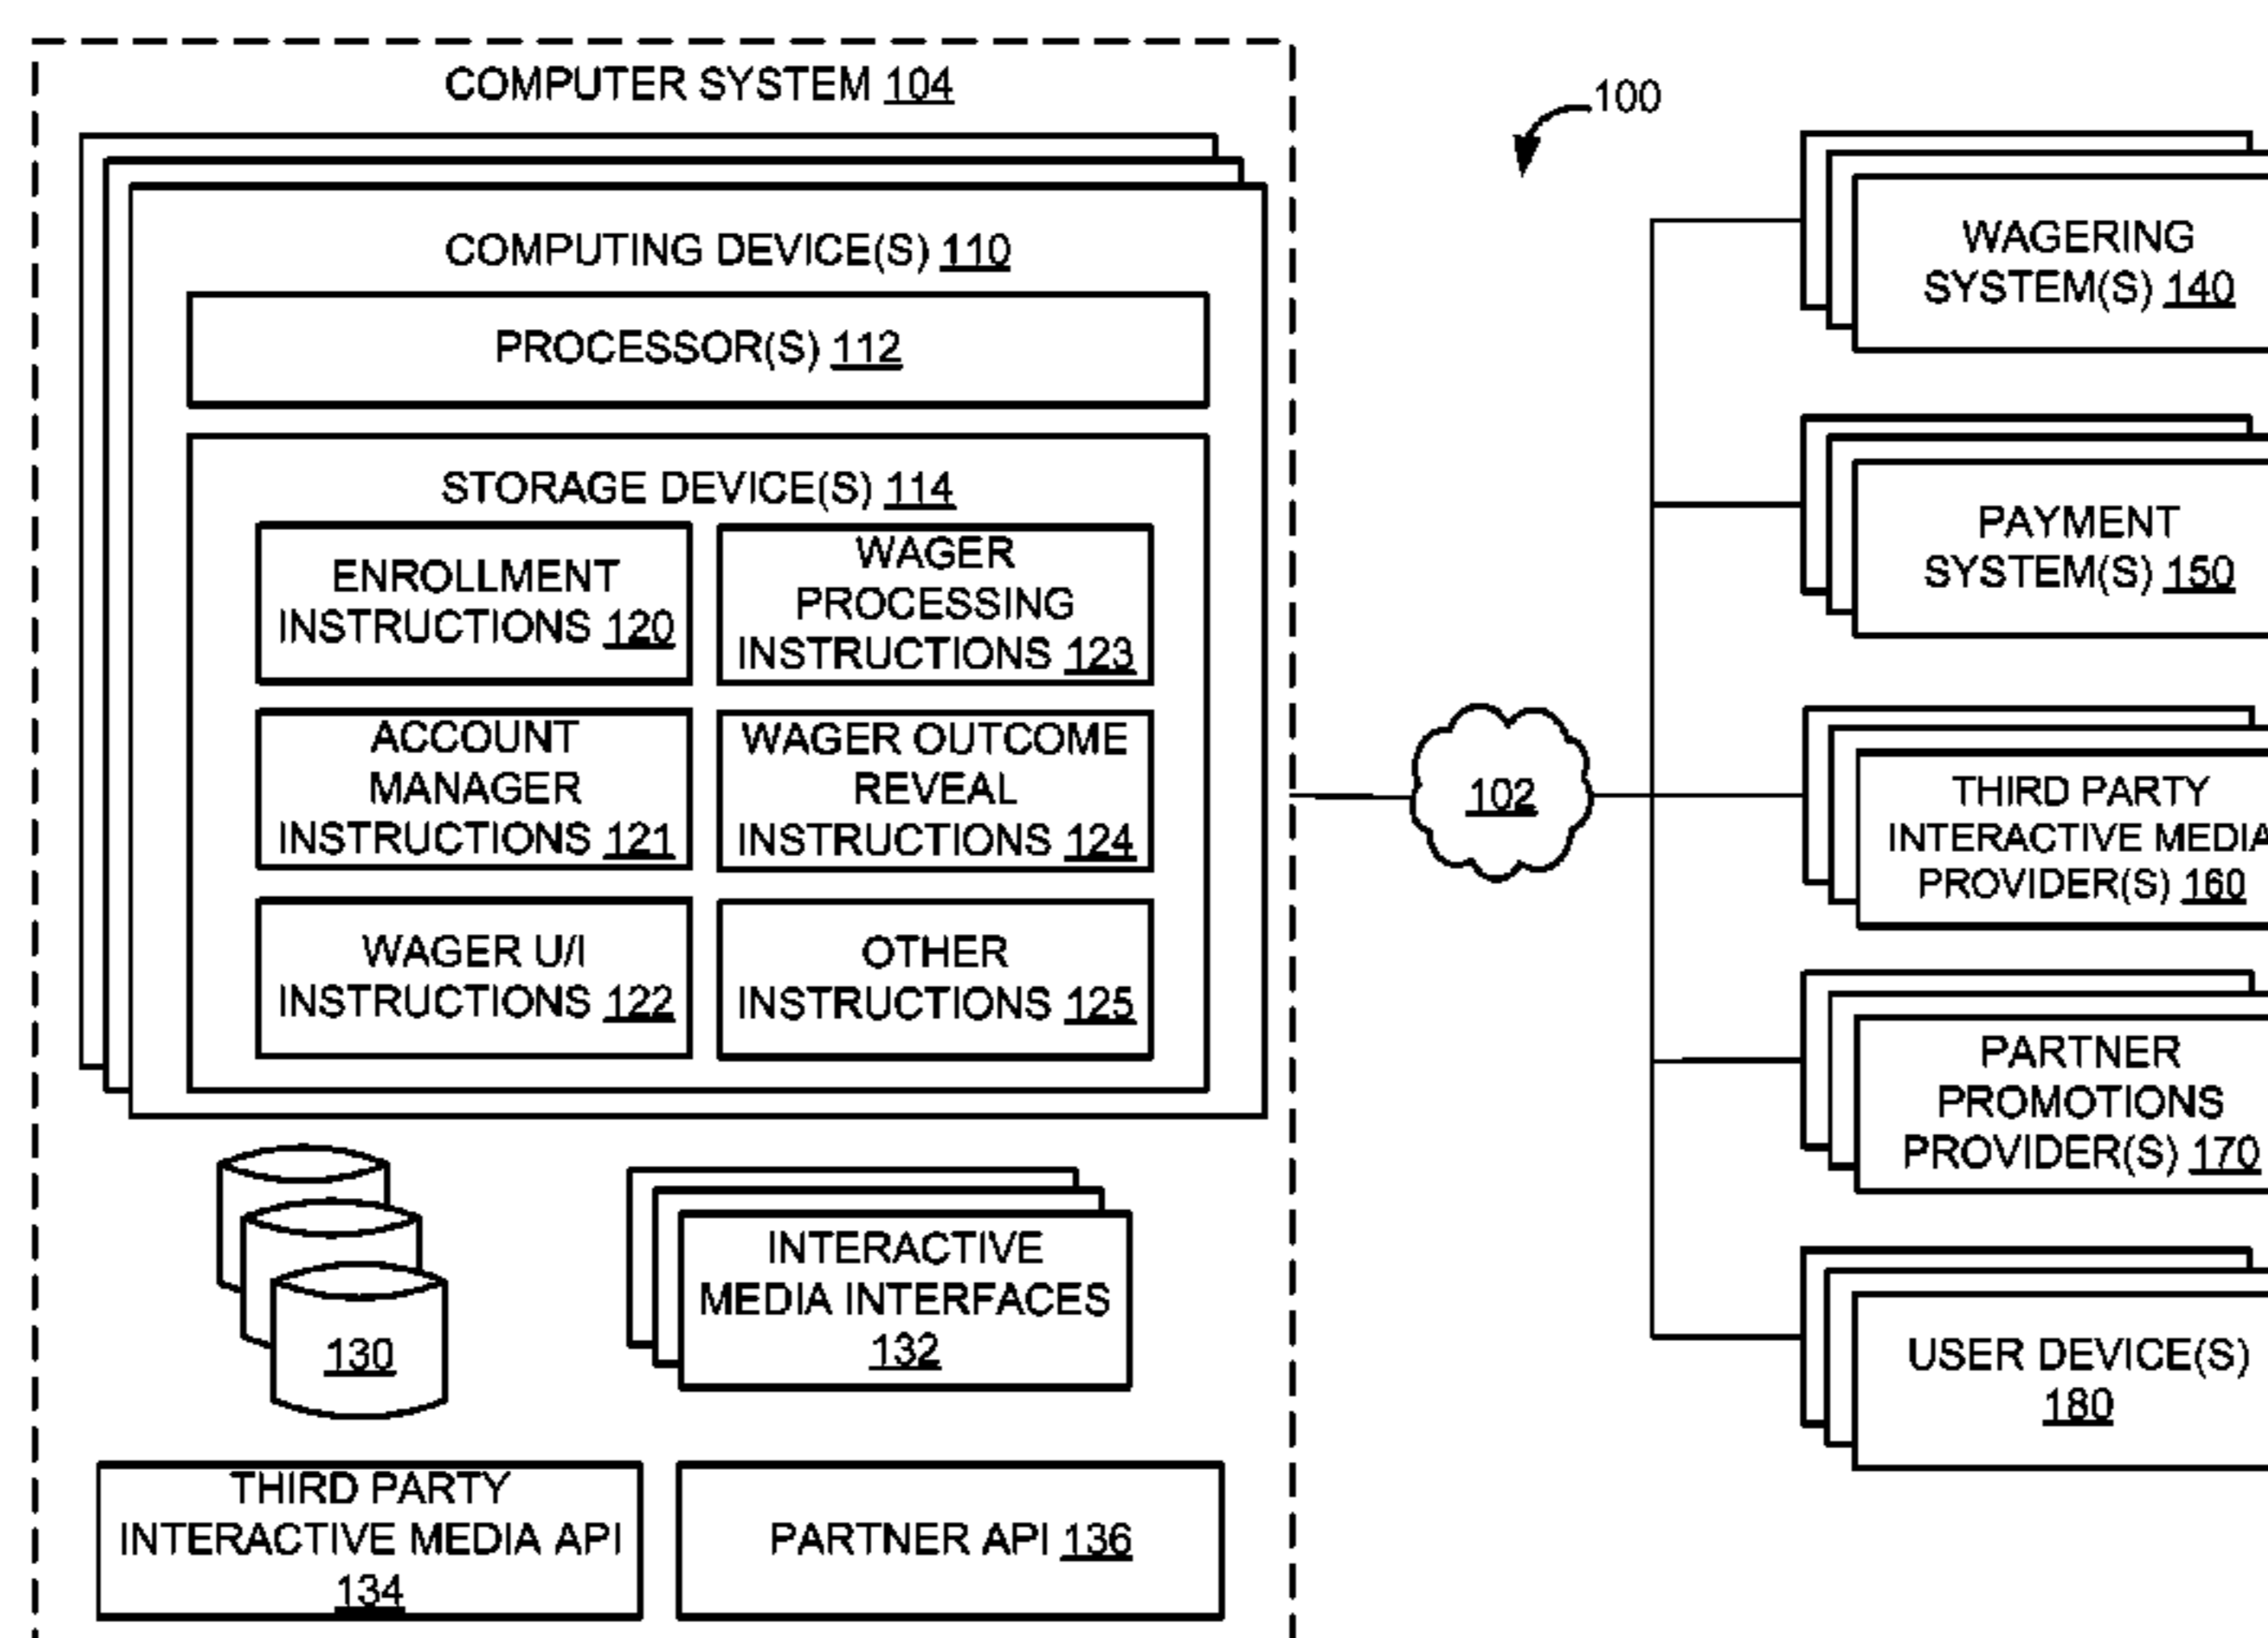 COMPUTER SYSTEM 104
COMPUTING DEVICE(S) 110
PROCESSOR(S) 112
STORAGE DEVICE(S) 114
ENROLLMENT
INSTRUCTIONS 120
WAGER
PROCESSING
INSTRUCTIONS 123
ACCOUNT
MANAGER
INSTRUCTIONS 121
WAGER OUTCOME
REVEAL
INSTRUCTIONS 124
WAGER U/I
INSTRUCTIONS 122
OTHER
INSTRUCTIONS 125
130
INTERACTIVE
MEDIA INTERFACES
132
THIRD PARTY
INTERACTIVE MEDIA API
134
PARTNER API 136
100
102
WAGERING
SYSTEM(S) 140
PAYMENT
SYSTEM(S) 150
THIRD PARTY
INTERACTIVE MEDIA
PROVIDER(S) 160
PARTNER
PROMOTIONS
PROVIDER(S) 170
USER DEVICE(S)
180